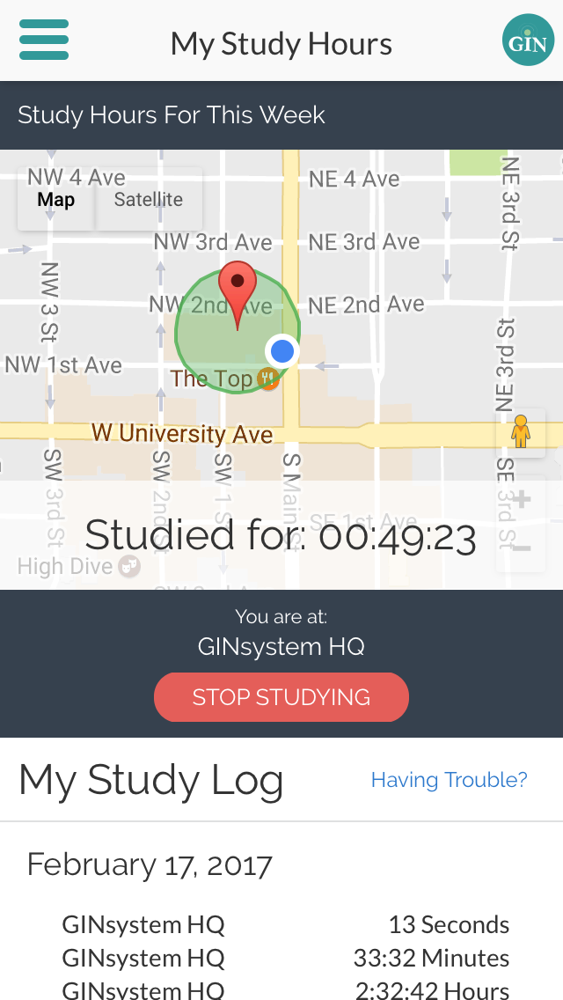 My Study Hours
GIN
Study Hours For This Week
NW 4 Ave
NE 4 Ave
NE 3rd St
Map
Satellite
NW 3rd Ave
NE 3rd Ave
NW 3 St
NW 2nd Ave
NE 2nd Ave
NE 3rd St
NW 1st Ave
The Top
W University Ave
SW 3rd St
SW 2nd St
SW 1 S
S Main St
SE 3rd St
SE 1st Ave
+
Studied for: 00:49:23
−
High Dive
You are at:
GINsystem HQ
STOP STUDYING
My Study Log
Having Trouble?
February 17, 2017
GINsystem HQ 13 Seconds
GINsystem HQ 33:32 Minutes
GINsystem HQ 2:32:42 Hours